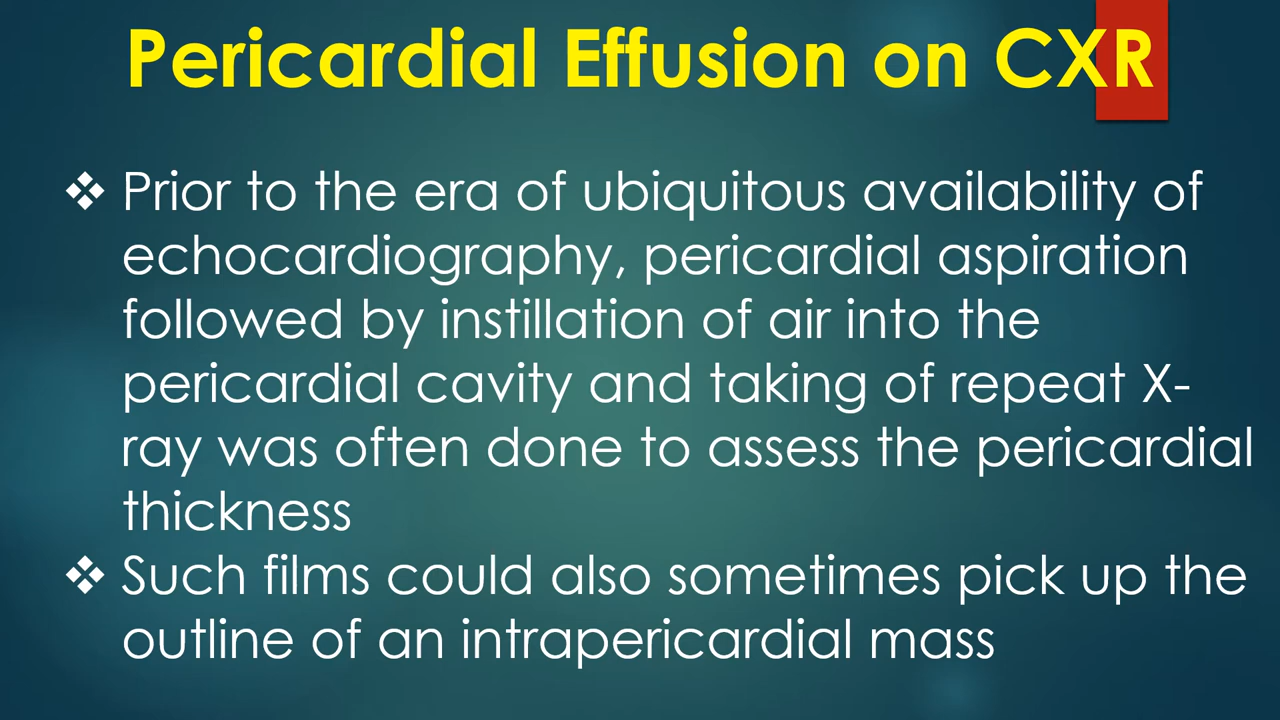 Pericardial Effusion on CXR
❖ Prior to the era of ubiquitous availability of
echocardiography, pericardial aspiration
followed by instillation of air into the
pericardial cavity and taking of repeat X-
ray was often done to assess the pericardial
thickness
❖ Such films could also sometimes pick up the
outline of an intrapericardial mass